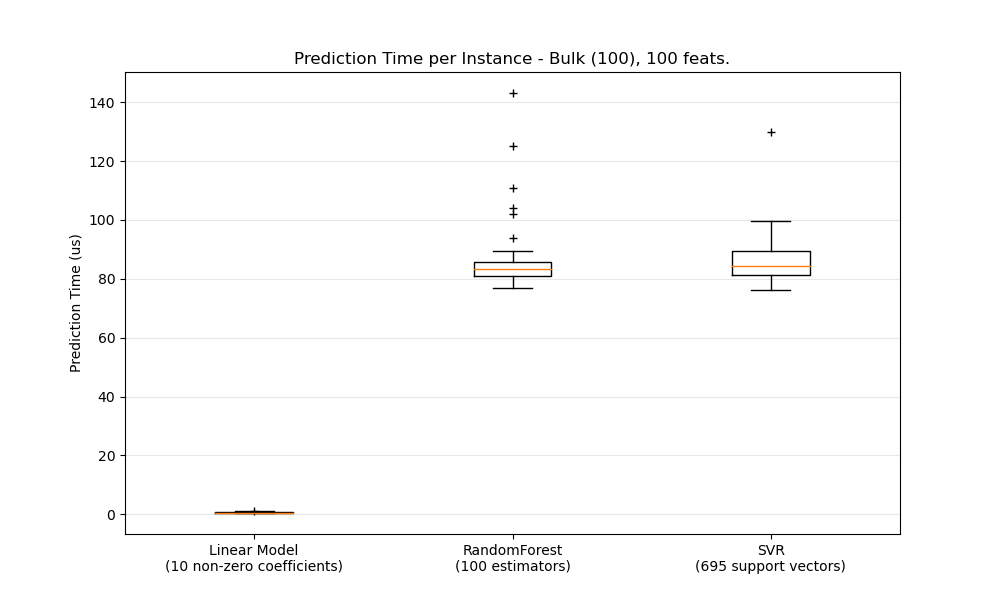 Prediction Time per Instance - Bulk (100), 100 feats.
Prediction Time (us)
140
120
100
80
60
40
20
0
Linear Model
(10 non-zero coefficients)
RandomForest
(100 estimators)
SVR
(695 support vectors)